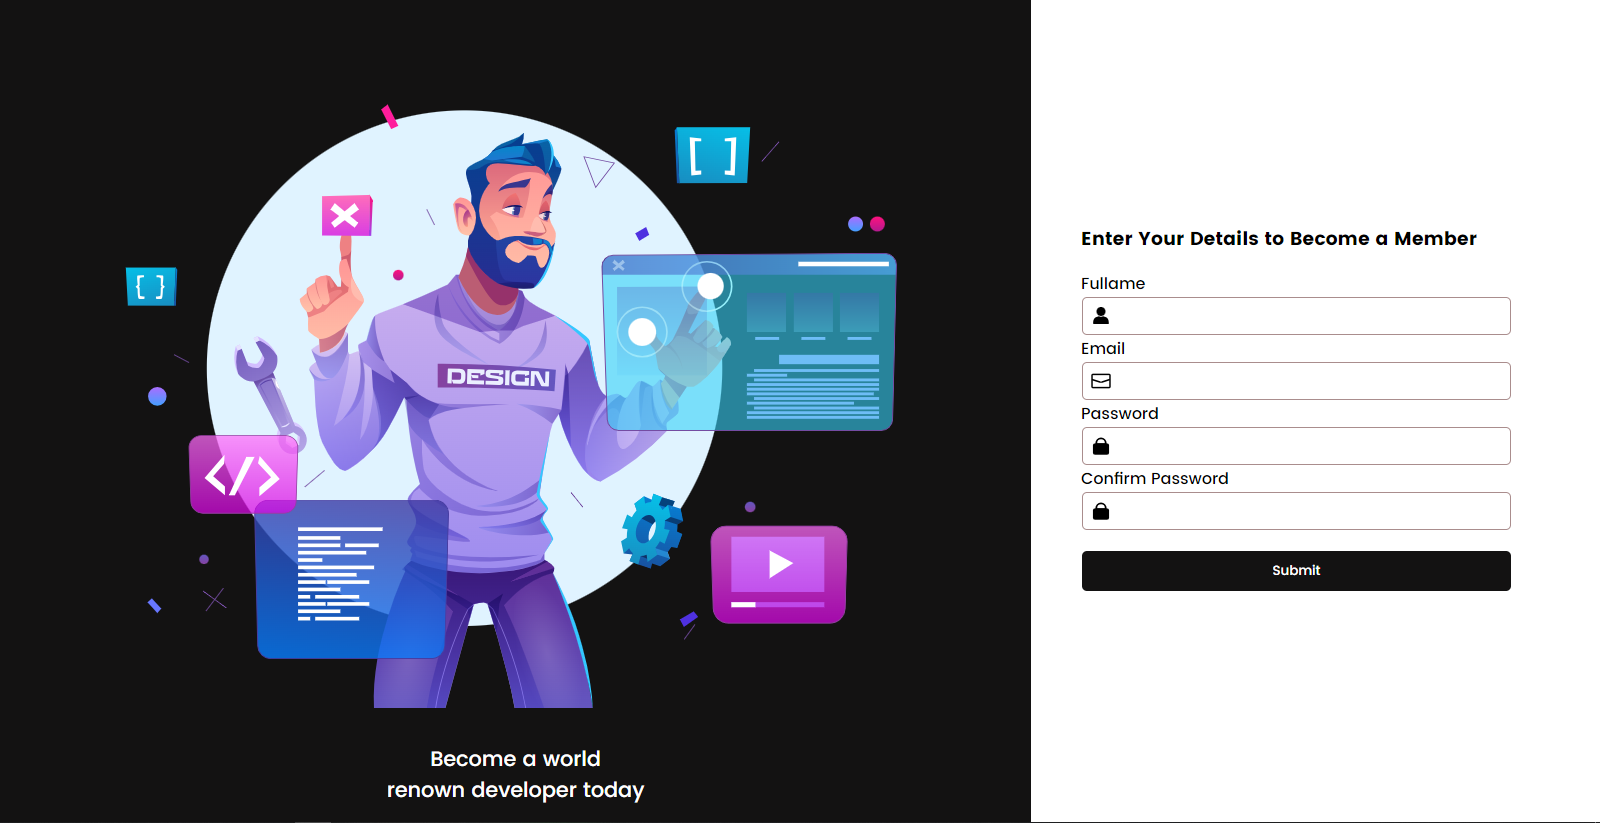 [ ]
{ }
DESIGN
</>
Become a world
renown developer today
Enter Your Details to Become a Member
Fullame
Email
Password
Confirm Password
Submit